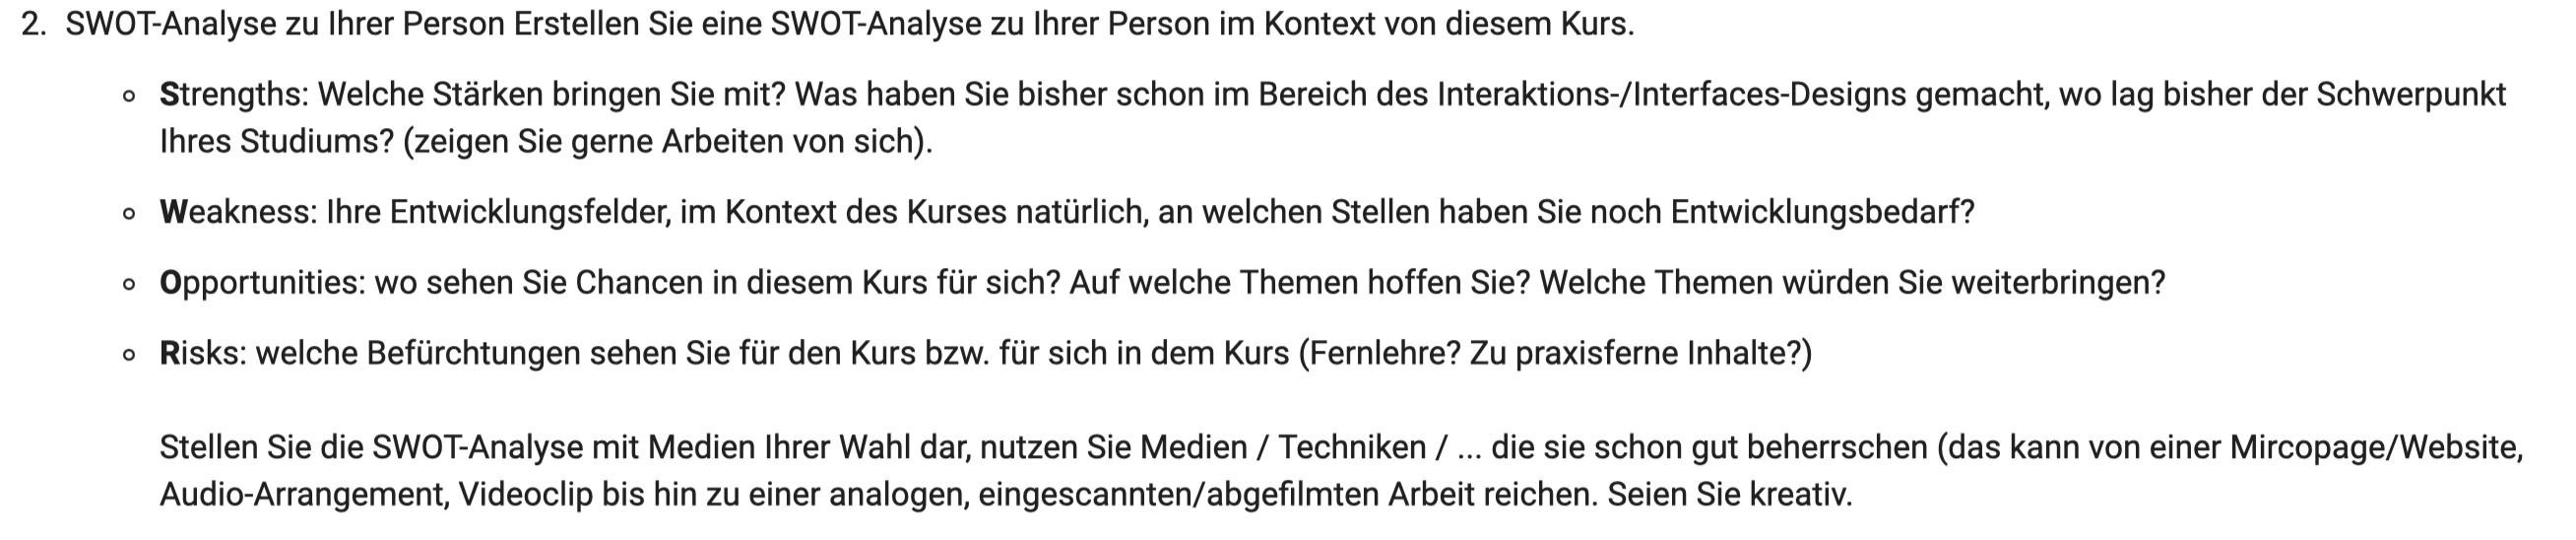 2. SWOT-Analyse zu Ihrer Person Erstellen Sie eine SWOT-Analyse zu Ihrer Person im Kontext von diesem Kurs.
Strengths: Welche Stärken bringen Sie mit? Was haben Sie bisher schon im Bereich des Interaktions-/Interfaces-Designs gemacht, wo lag bisher der Schwerpunkt
Ihres Studiums? (zeigen Sie gerne Arbeiten von sich).
Weakness: Ihre Entwicklungsfelder, im Kontext des Kurses natürlich, an welchen Stellen haben Sie noch Entwicklungsbedarf?
Opportunities: wo sehen Sie Chancen in diesem Kurs für sich? Auf welche Themen hoffen Sie? Welche Themen würden Sie weiterbringen?
Risks: welche Befürchtungen sehen Sie für den Kurs bzw. für sich in dem Kurs (Fernlehre? Zu praxisferne Inhalte?)
Stellen Sie die SWOT-Analyse mit Medien Ihrer Wahl dar, nutzen Sie Medien / Techniken / ... die sie schon gut beherrschen (das kann von einer Mircopage/Website,
Audio-Arrangement, Videoclip bis hin zu einer analogen, eingescannten/abgefilmten Arbeit reichen. Seien Sie kreativ.